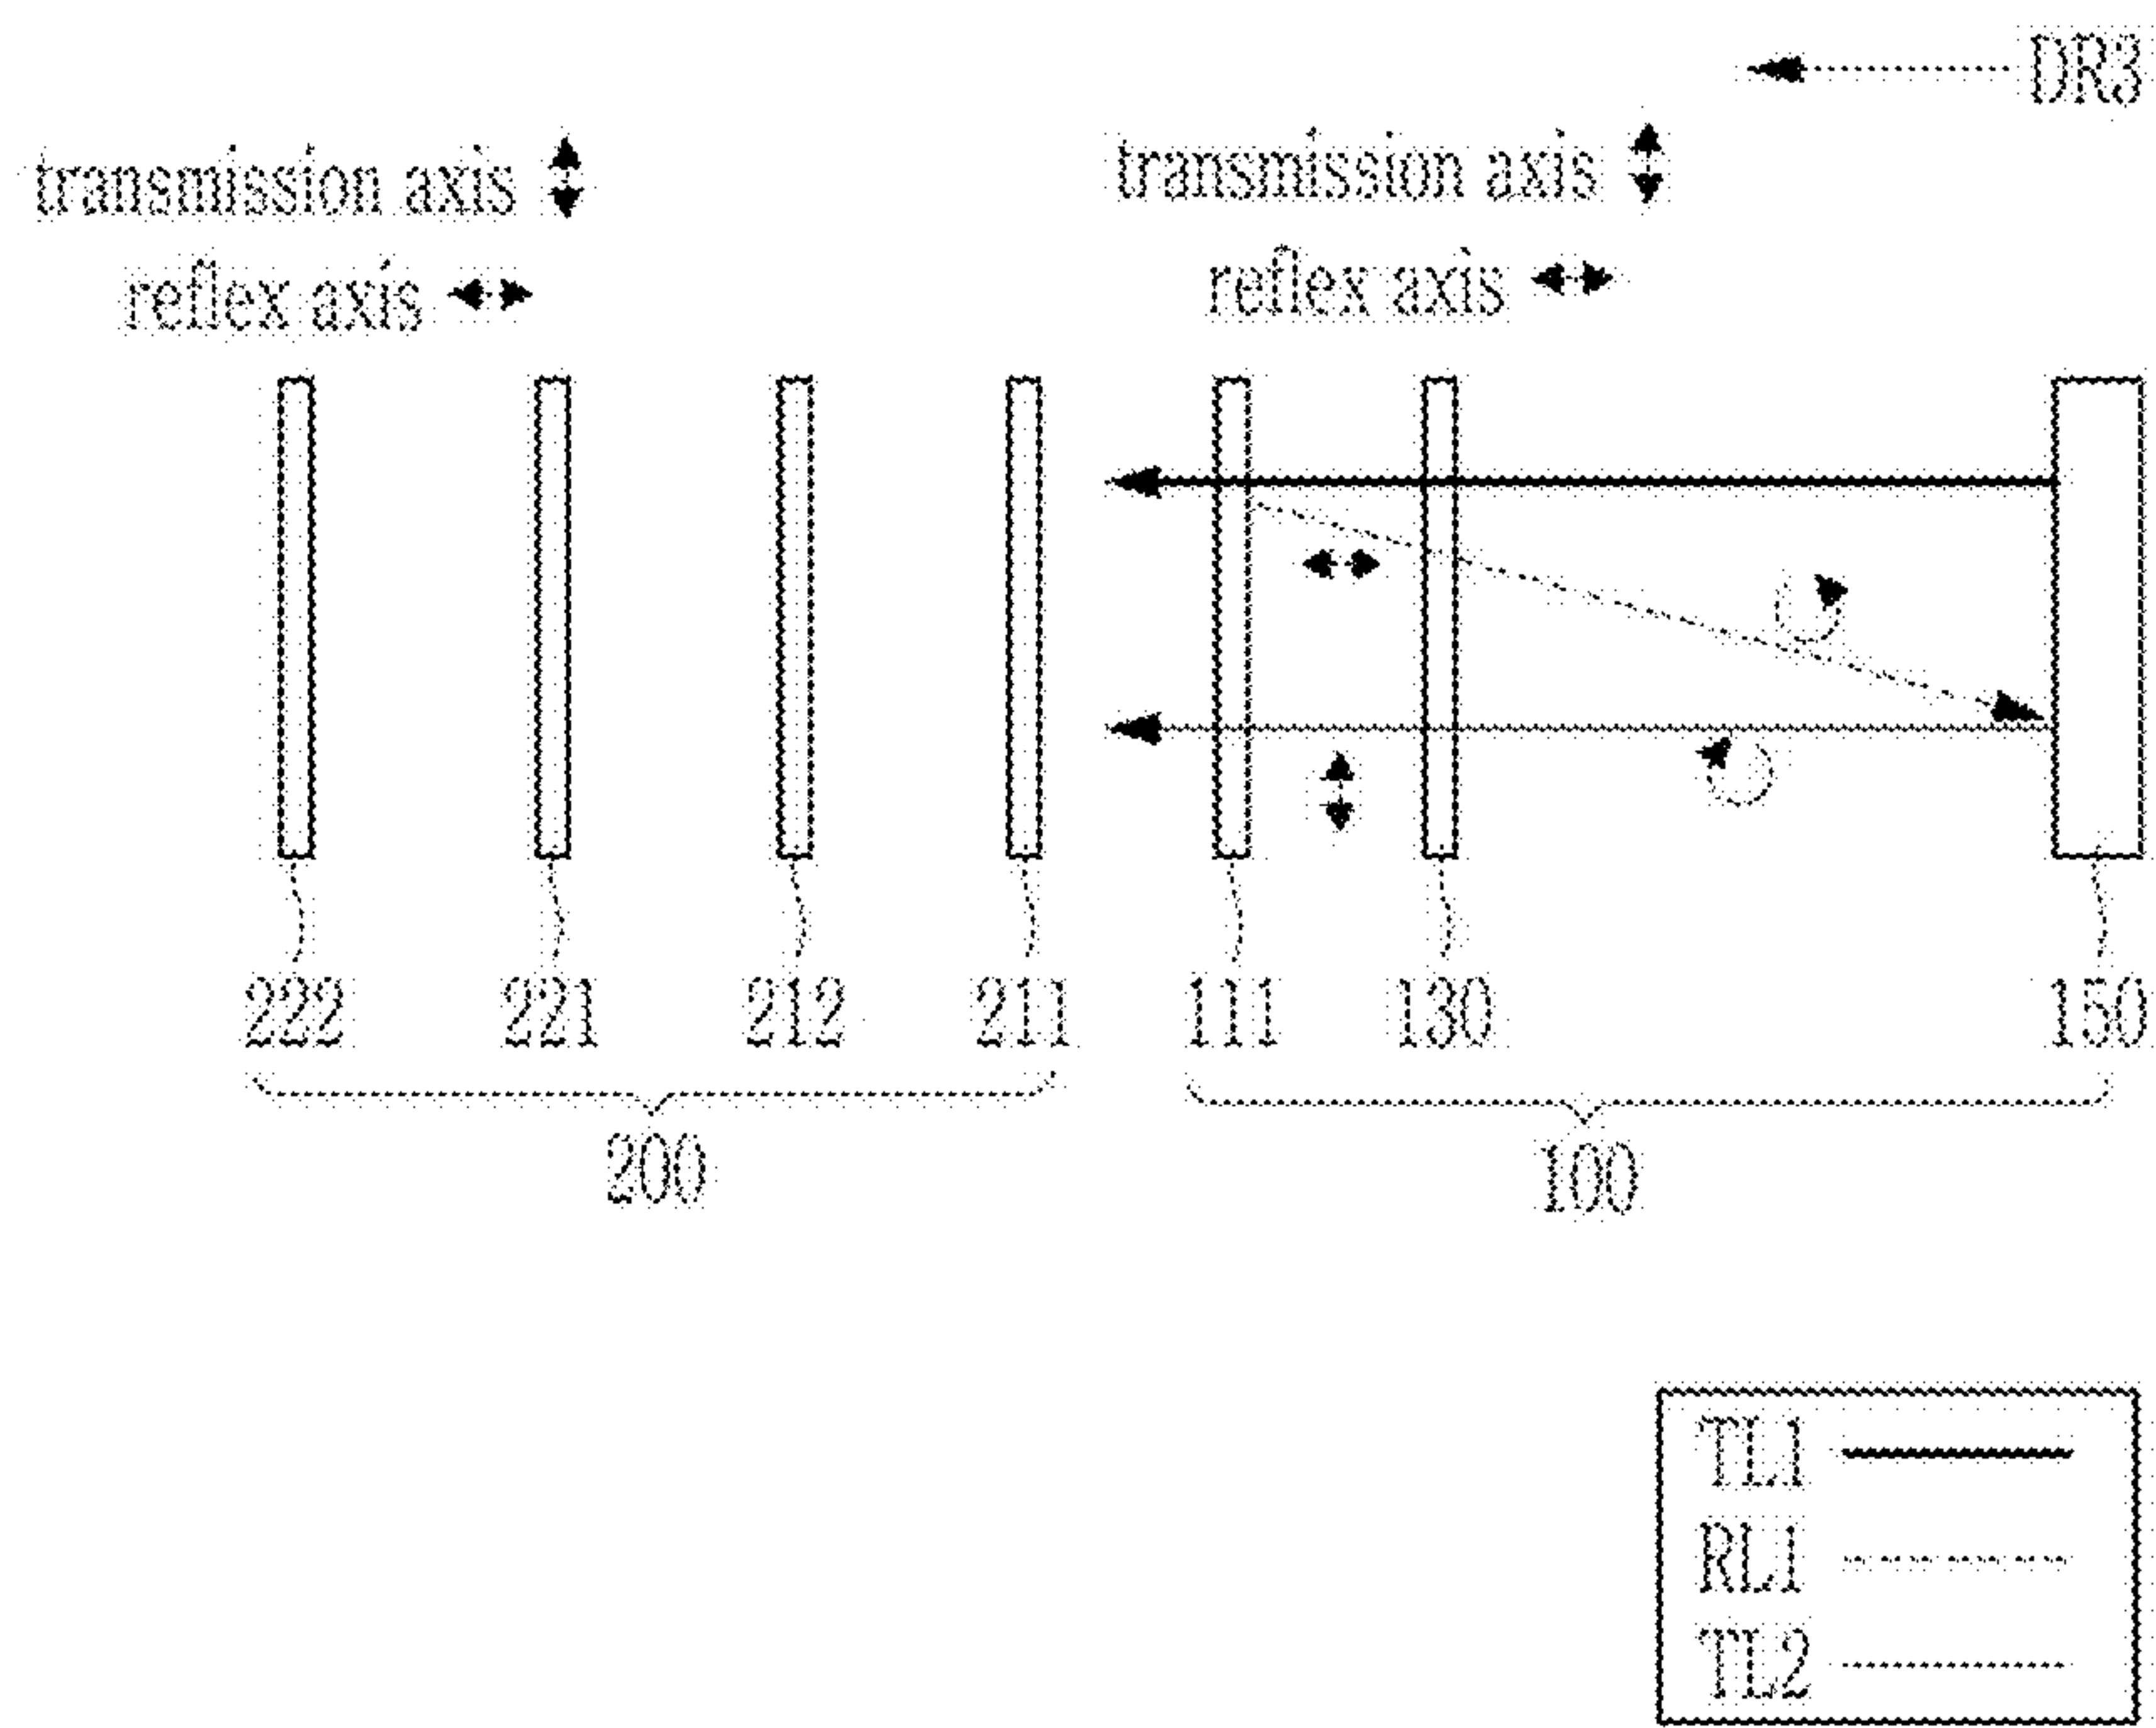 DR3
transmission axis
transmission axis
reflex axis
reflex axis
222 221 212 211 111 130 150
200 100
TL1
RL1
TL2